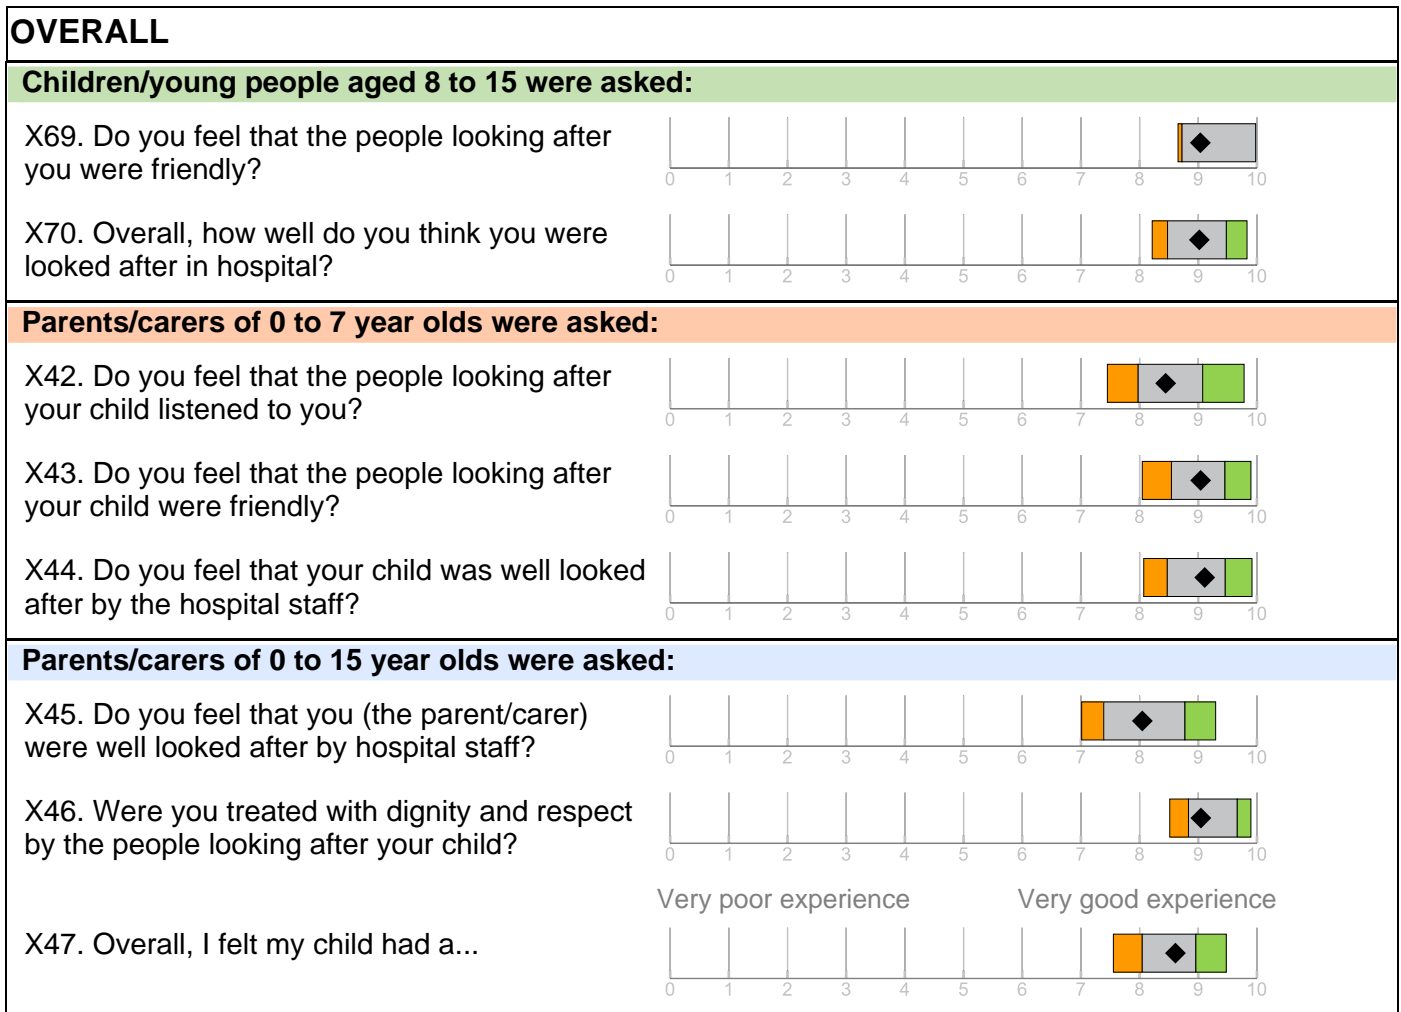 OVERALL
Children/young people aged 8 to 15 were asked:
X69. Do you feel that the people looking after
you were friendly?
0 1 2 3 4 5 6 7 8 9 10
X70. Overall, how well do you think you were
looked after in hospital?
0 1 2 3 4 5 6 7 8 9 10
Parents/carers of 0 to 7 year olds were asked:
X42. Do you feel that the people looking after
your child listened to you?
0 1 2 3 4 5 6 7 8 9 10
X43. Do you feel that the people looking after
your child were friendly?
0 1 2 3 4 5 6 7 8 9 10
X44. Do you feel that your child was well looked
after by the hospital staff?
0 1 2 3 4 5 6 7 8 9 10
Parents/carers of 0 to 15 year olds were asked:
X45. Do you feel that you (the parent/carer)
were well looked after by hospital staff?
0 1 2 3 4 5 6 7 8 9 10
X46. Were you treated with dignity and respect
by the people looking after your child?
0 1 2 3 4 5 6 7 8 9 10
Very poor experience Very good experience
X47. Overall, I felt my child had a...
0 1 2 3 4 5 6 7 8 9 10